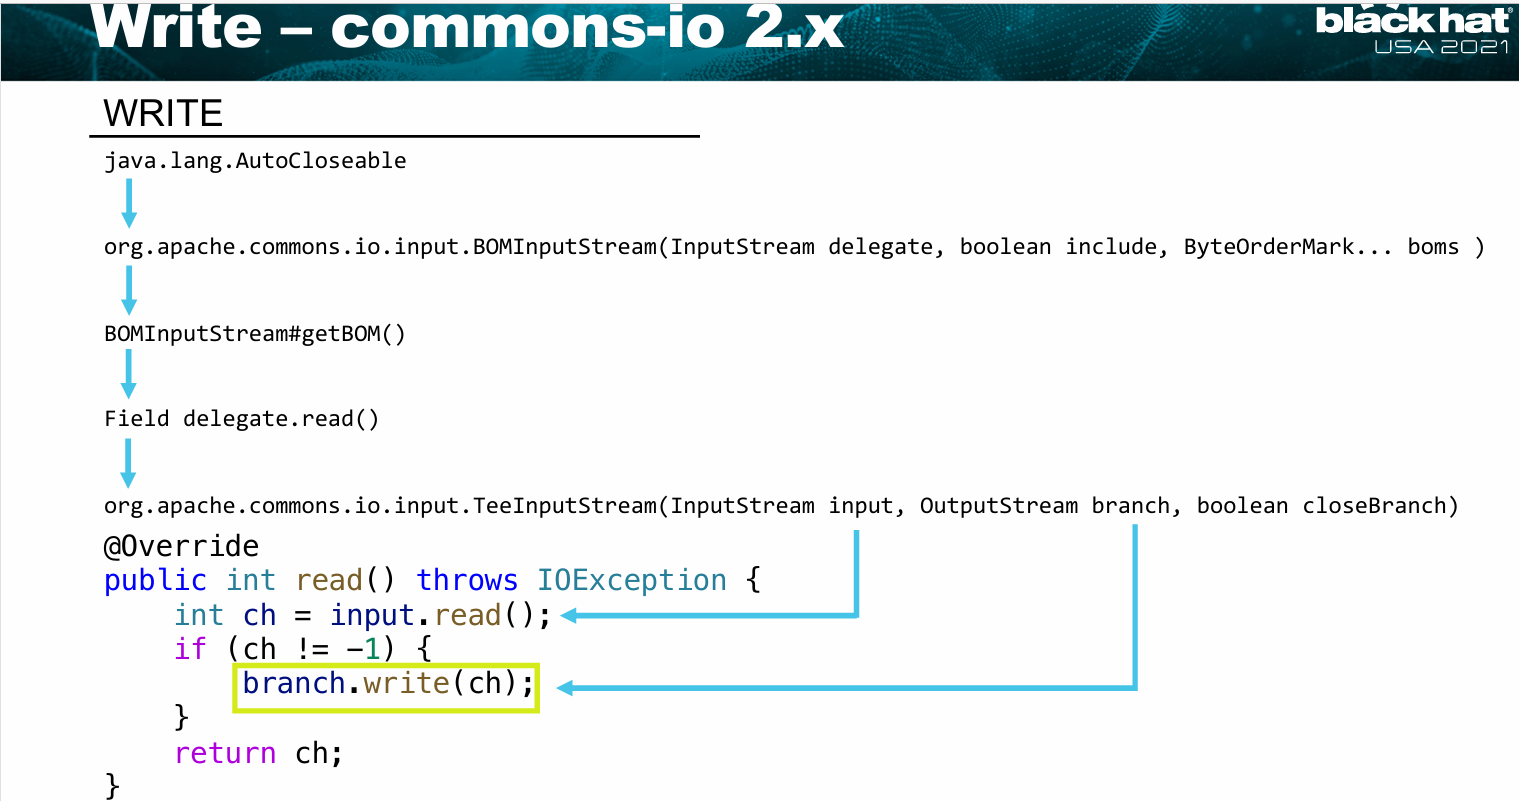 Write – commons-io 2.x
black hat®
USA 2021
WRITE
java.lang.AutoCloseable
org.apache.commons.io.input.BOMInputStream(InputStream delegate, boolean include, ByteOrderMark... boms )
BOMInputStream#getBOM()
Field delegate.read()
org.apache.commons.io.input.TeeInputStream(InputStream input, OutputStream branch, boolean closeBranch)
@Override
public int read() throws IOException {
    int ch = input.read();
    if (ch != –1) {
        branch.write(ch);
    }
    return ch;
}